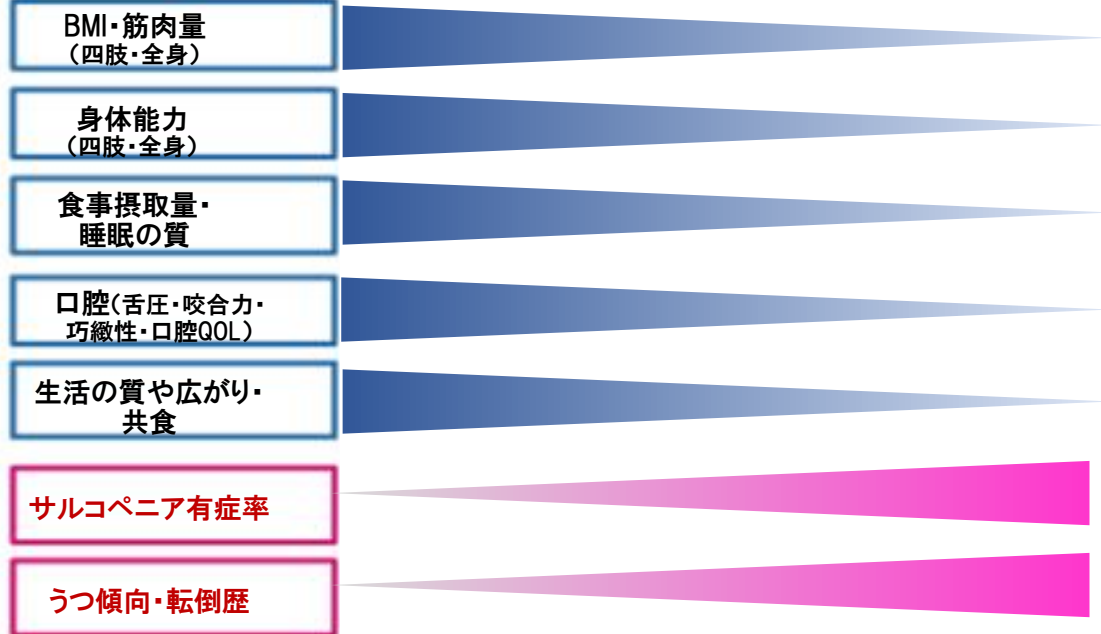 BMI・筋肉量
（四肢・全身）
身体能力
（四肢・全身）
食事摂取量・
睡眠の質
口腔（舌圧・咬合力・
巧緻性・口腔QOL）
生活の質や広がり・
共食
サルコペニア有症率
うつ傾向・転倒歴